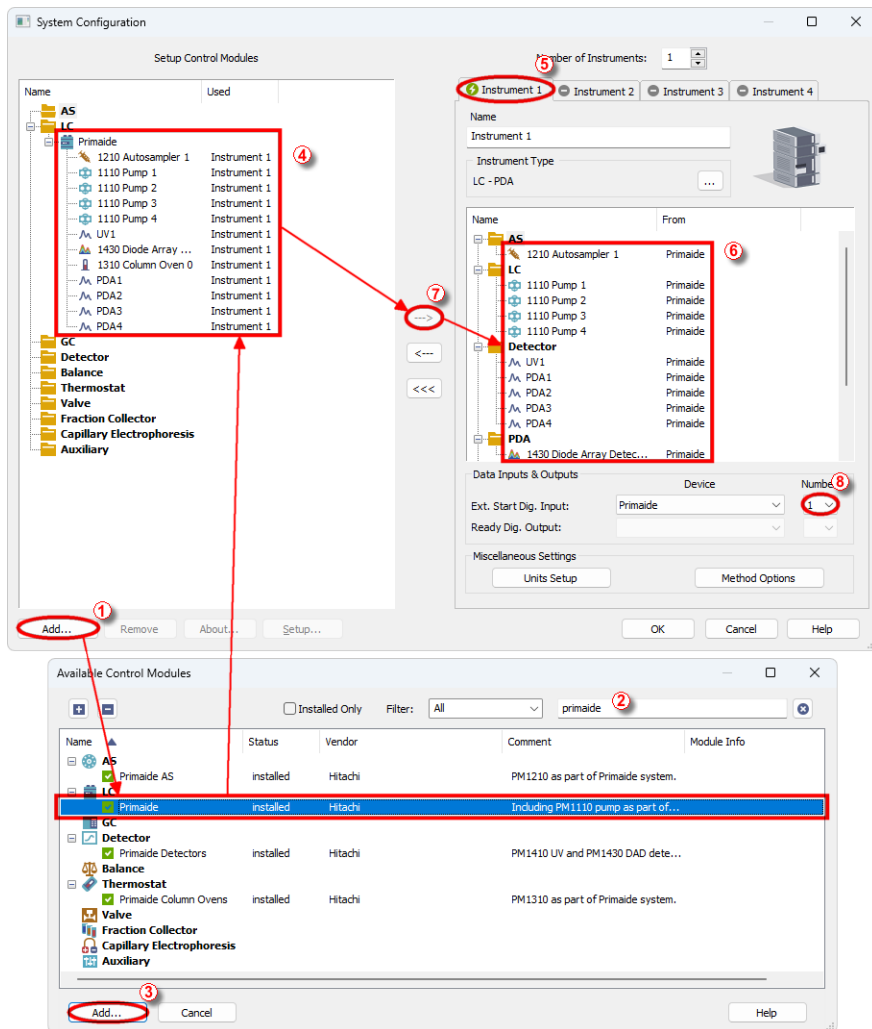 System Configuration
Setup Control Modules
Name Used
AS
LC
Primaide
1210 Autosampler 1 Instrument 1
1110 Pump 1 Instrument 1
1110 Pump 2 Instrument 1
1110 Pump 3 Instrument 1
1110 Pump 4 Instrument 1
UV1 Instrument 1
1430 Diode Array ... Instrument 1
1310 Column Oven 0 Instrument 1
PDA1 Instrument 1
PDA2 Instrument 1
PDA3 Instrument 1
PDA4 Instrument 1
GC
Detector
Balance
Thermostat
Valve
Fraction Collector
Capillary Electrophoresis
Auxiliary
4
7
--->
<---
<<<
Number of Instruments: 1
5
Instrument 1 Instrument 2 Instrument 3 Instrument 4
Name
Instrument 1
Instrument Type
LC - PDA ...
Name From
AS
1210 Autosampler 1 Primaide
6
LC
1110 Pump 1 Primaide
1110 Pump 2 Primaide
1110 Pump 3 Primaide
1110 Pump 4 Primaide
Detector
UV1 Primaide
PDA1 Primaide
PDA2 Primaide
PDA3 Primaide
PDA4 Primaide
PDA
1430 Diode Array Detec... Primaide
Data Inputs & Outputs
Device Number
8
Ext. Start Dig. Input: Primaide 1
Ready Dig. Output:
Miscellaneous Settings
Units Setup Method Options
1
Add... Remove About... Setup... OK Cancel Help
Available Control Modules
Installed Only Filter: All primaide 2
Name Status Vendor Comment Module Info
AS
Primaide AS installed Hitachi PM1210 as part of Primaide system.
LC
Primaide installed Hitachi Including PM1110 pump as part of...
GC
Detector
Primaide Detectors installed Hitachi PM1410 UV and PM1430 DAD dete...
Balance
Thermostat
Primaide Column Ovens installed Hitachi PM1310 as part of Primaide system.
Valve
Fraction Collector
Capillary Electrophoresis
Auxiliary
3
Add... Cancel Help